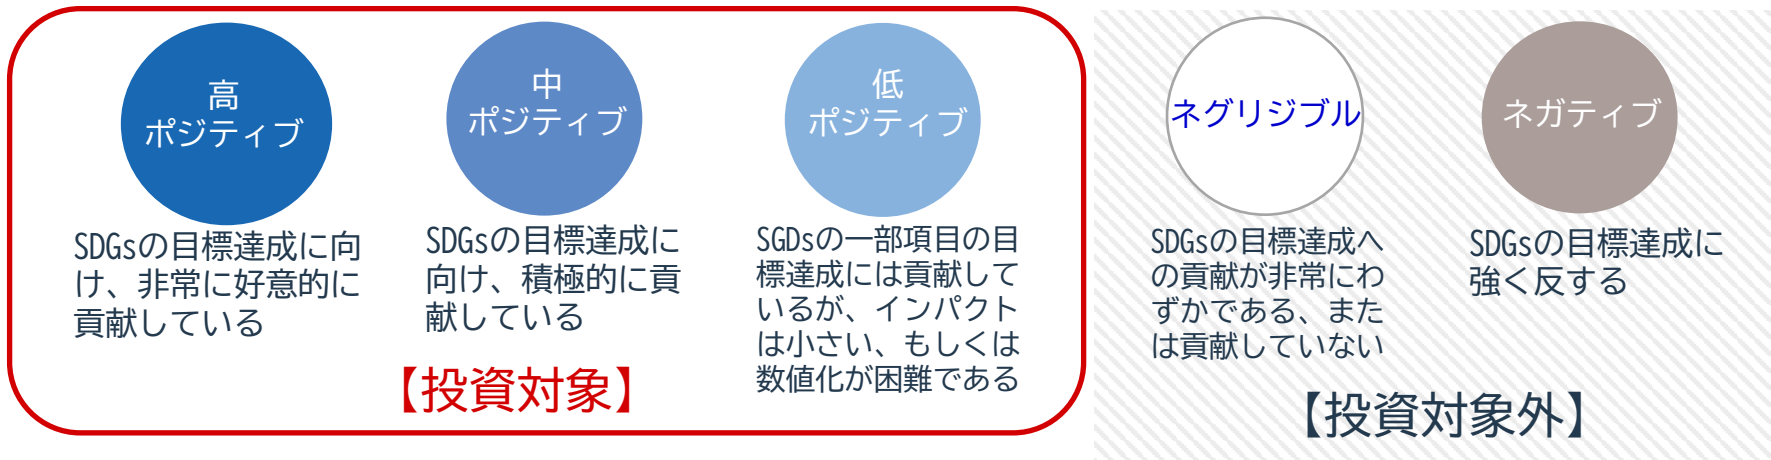 高
ポジティブ
SDGsの目標達成に向
け、非常に好意的に
貢献している
中
ポジティブ
SDGsの目標達成に
向け、積極的に貢
献している
低
ポジティブ
SGDsの一部項目の目
標達成には貢献して
いるが、インパクト
は小さい、もしくは
数値化が困難である
【投資対象】
ネグリジブル
SDGsの目標達成へ
の貢献が非常にわ
ずかである、また
は貢献していない
ネガティブ
SDGsの目標達成に
強く反する
【投資対象外】